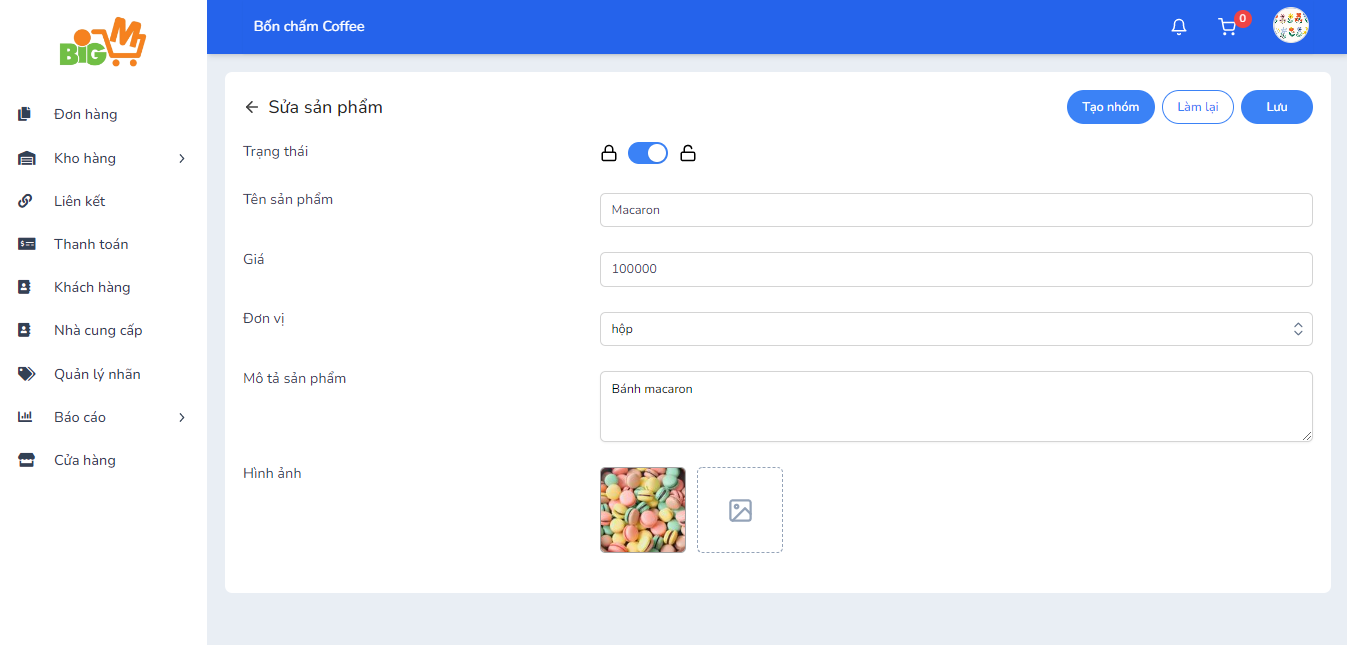 BiG M
Bốn chấm Coffee
0
Đơn hàng
Kho hàng
Liên kết
Thanh toán
Khách hàng
Nhà cung cấp
Quản lý nhãn
Báo cáo
Cửa hàng
Sửa sản phẩm
Tạo nhóm
Làm lại
Lưu
Trạng thái
Tên sản phẩm
Macaron
Giá
100000
Đơn vị
hộp
Mô tả sản phẩm
Bánh macaron
Hình ảnh